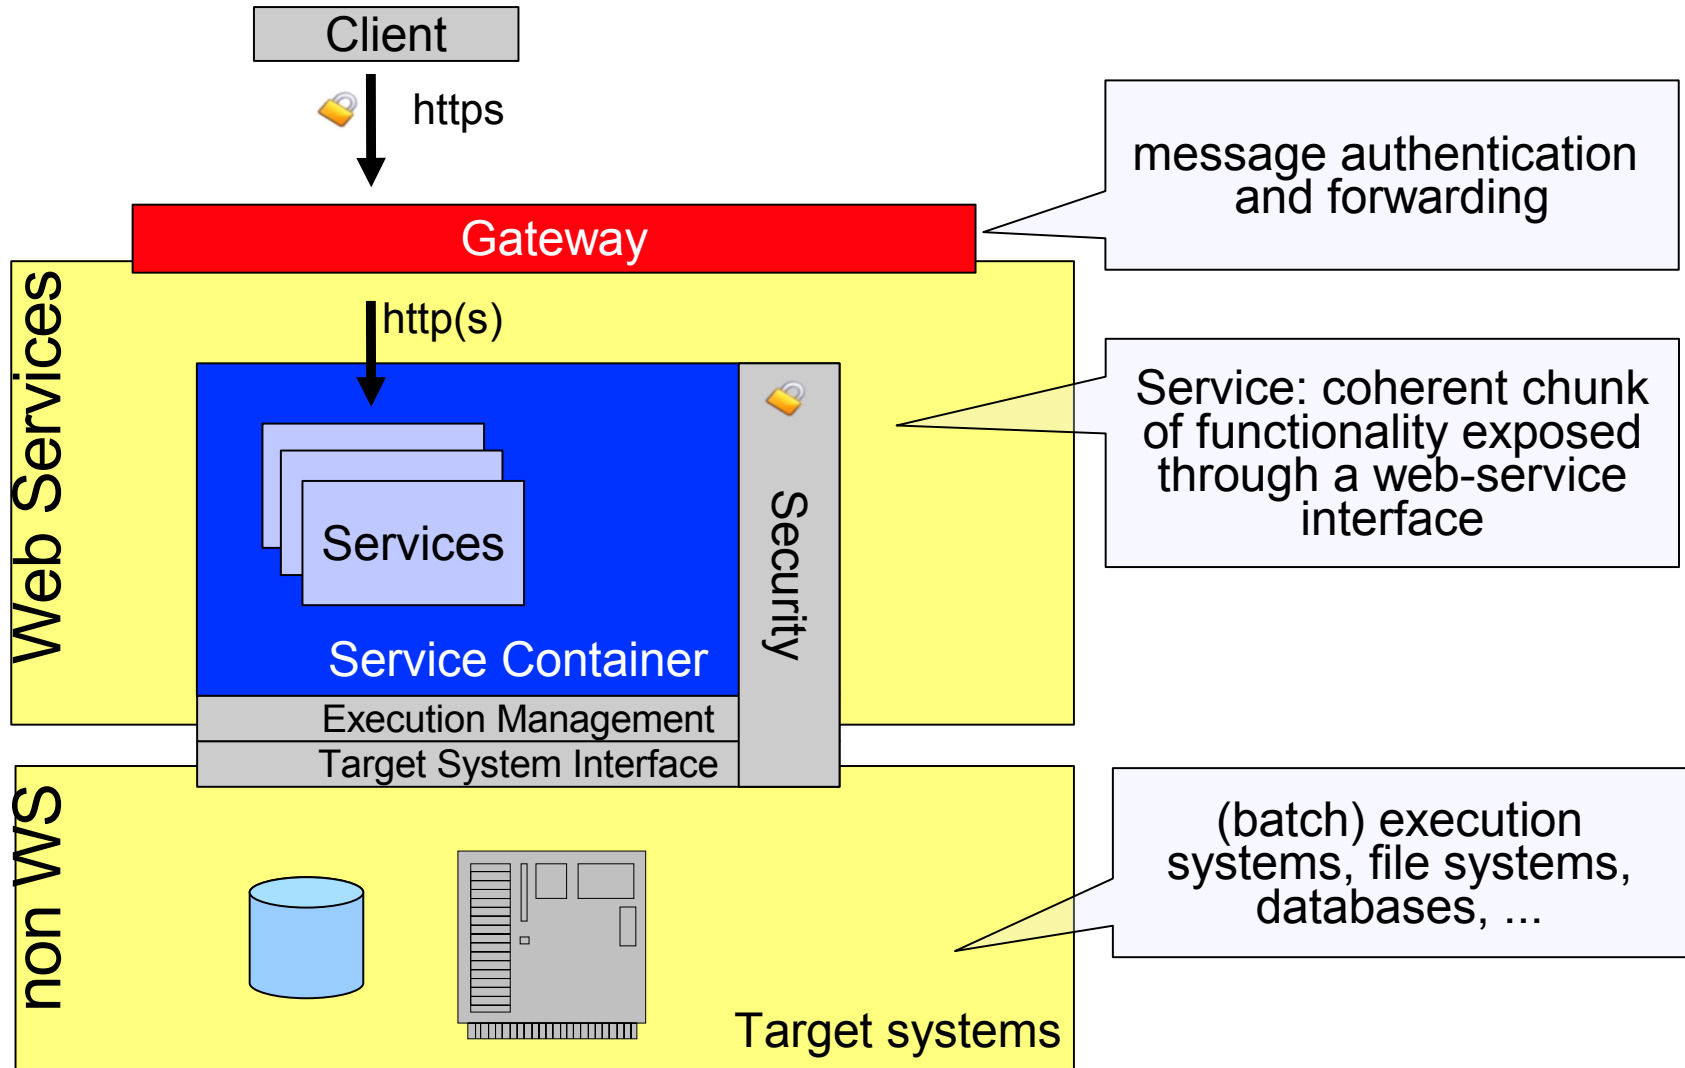 Client
https
message authentication
and forwarding
Gateway
Web Services
http(s)
Service: coherent chunk
of functionality exposed
through a web-service
interface
Services
Security
Service Container
Execution Management
Target System Interface
non WS
(batch) execution
systems, file systems,
databases, ...
Target systems